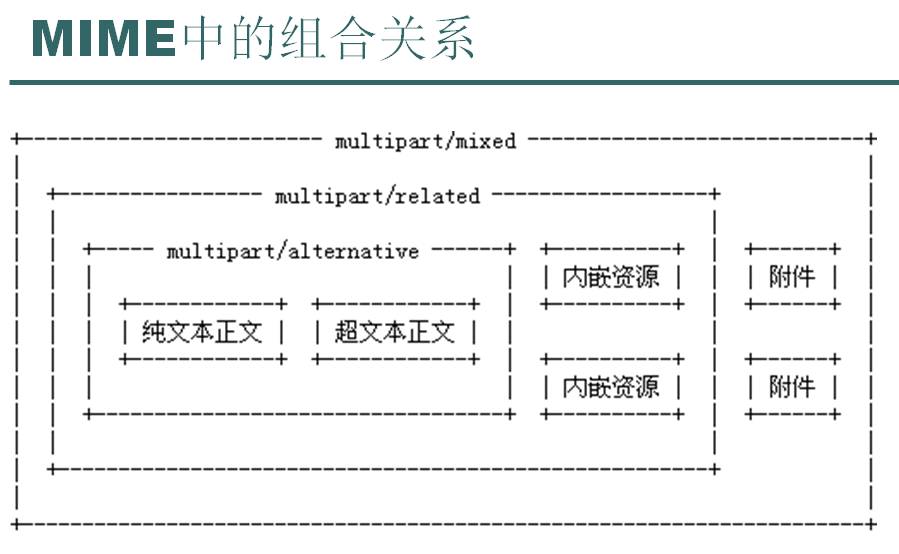 MIME中的组合关系
multipart/mixed
multipart/related
multipart/alternative
内嵌资源
附件
纯文本正文
超文本正文
内嵌资源
附件